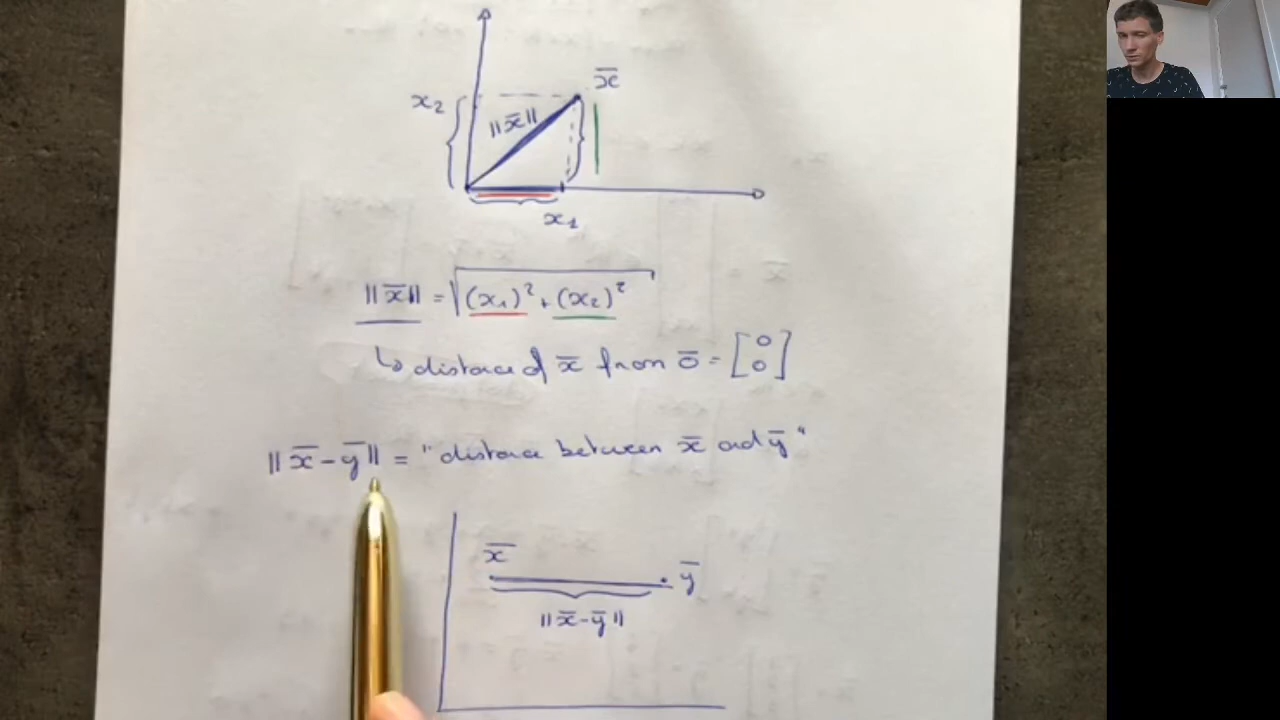 x̄
x₂
||x̄||
x₁
||x̄|| = √(x₁)² + (x₂)²
↳ distance of x̄ from ō = [0 0]
||x̄ - ȳ|| = "distance between x̄ and ȳ"
x̄
ȳ
||x̄ - ȳ||